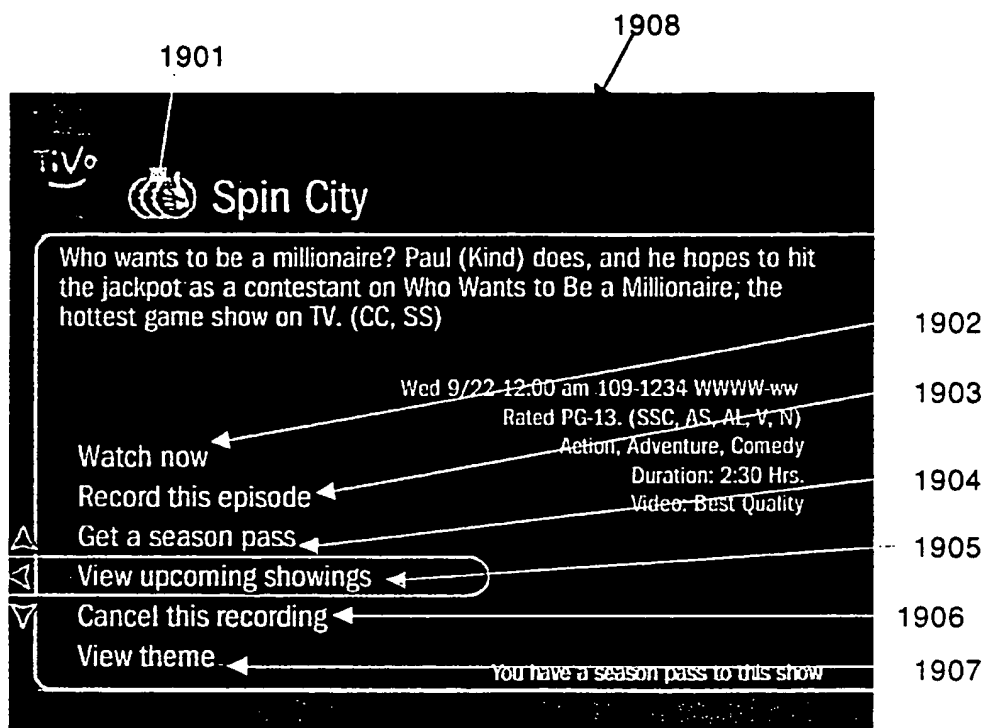 1908
1901
TiVo
Spin City
Who wants to be a millionaire? Paul (Kind) does, and he hopes to hit
the jackpot as a contestant on Who Wants to Be a Millionaire, the
hottest game show on TV. (CC, SS)
1902
Wed 9/22 12:00 am 109-1234 WWWW-ww
1903
Rated PG-13. (SSC, AS, AL, V, N)
Action, Adventure, Comedy
Watch now
Duration: 2:30 Hrs.
1904
Record this episode
Video: Best Quality
Get a season pass
1905
View upcoming showings
Cancel this recording
1906
View theme
You have a season pass to this show
1907